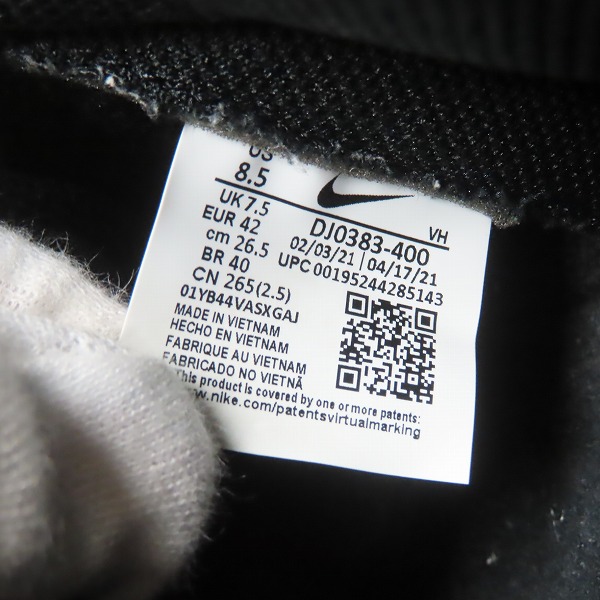 US
8.5
UK 7.5
EUR 42
cm 26.5
BR 40
CN 265(2.5)
01YB44VASXGAJ
MADE IN VIETNAM
HECHO EN VIETNAM
FABRIQUE AU VIETNAM
FABRICADO NO VIETNÃ
This product is covered by one or more patents:
www.nike.com/patentsvirtualmarking
VH
DJ0383-400
02/03/21 | 04/17/21
UPC 00195244285143